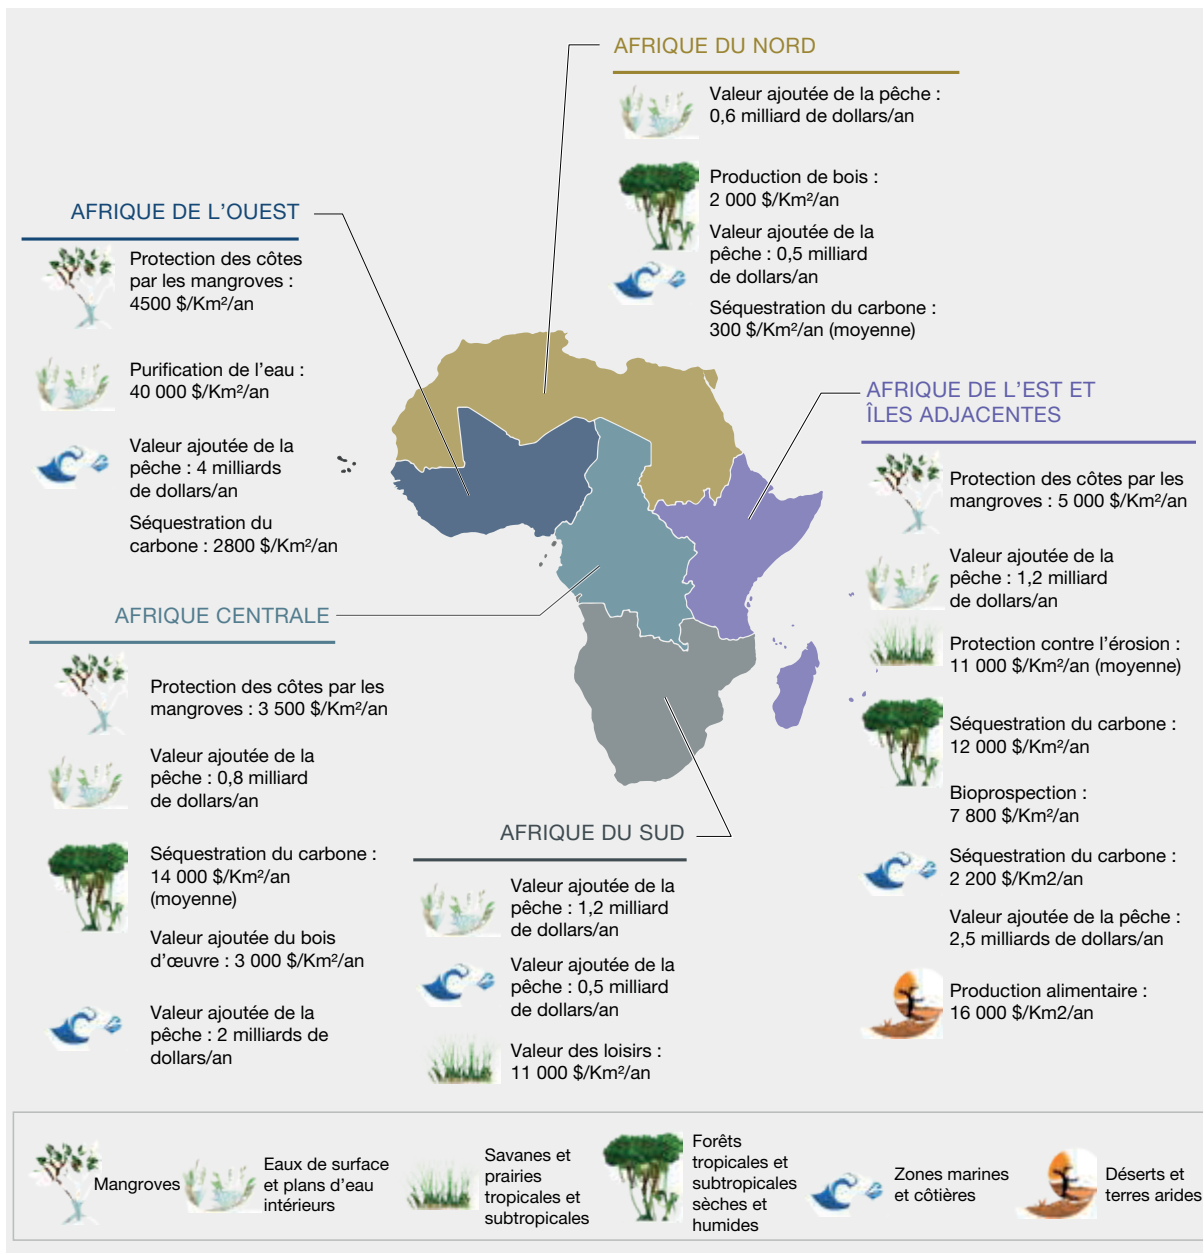 AFRIQUE DU NORD
Valeur ajoutée de la pêche :
0,6 milliard de dollars/an
Production de bois :
2 000 $/Km²/an
Valeur ajoutée de la
pêche : 0,5 milliard
de dollars/an
Séquestration du carbone :
300 $/Km²/an (moyenne)
AFRIQUE DE L’OUEST
Protection des côtes
par les mangroves :
4500 $/Km²/an
Purification de l’eau :
40 000 $/Km²/an
Valeur ajoutée de la
pêche : 4 milliards
de dollars/an
Séquestration du
carbone : 2800 $/Km²/an
AFRIQUE DE L’EST ET
ÎLES ADJACENTES
Protection des côtes par les
mangroves : 5 000 $/Km²/an
Valeur ajoutée de la
pêche : 1,2 milliard
de dollars/an
Protection contre l’érosion :
11 000 $/Km²/an (moyenne)
Séquestration du carbone :
12 000 $/Km²/an
Bioprospection :
7 800 $/Km²/an
Séquestration du carbone :
2 200 $/Km2/an
Valeur ajoutée de la pêche :
2,5 milliards de dollars/an
Production alimentaire :
16 000 $/Km2/an
AFRIQUE CENTRALE
Protection des côtes par les
mangroves : 3 500 $/Km²/an
Valeur ajoutée de la
pêche : 0,8 milliard
de dollars/an
Séquestration du carbone :
14 000 $/Km²/an
(moyenne)
Valeur ajoutée du bois
d’œuvre : 3 000 $/Km²/an
Valeur ajoutée de la
pêche : 2 milliards de
dollars/an
AFRIQUE DU SUD
Valeur ajoutée de la
pêche : 1,2 milliard
de dollars/an
Valeur ajoutée de la
pêche : 0,5 milliard
de dollars/an
Valeur des loisirs :
11 000 $/Km²/an
Mangroves
Eaux de surface
et plans d’eau
intérieurs
Savanes et
prairies
tropicales et
subtropicales
Forêts
tropicales et
subtropicales
sèches et
humides
Zones marines
et côtières
Déserts et
terres arides